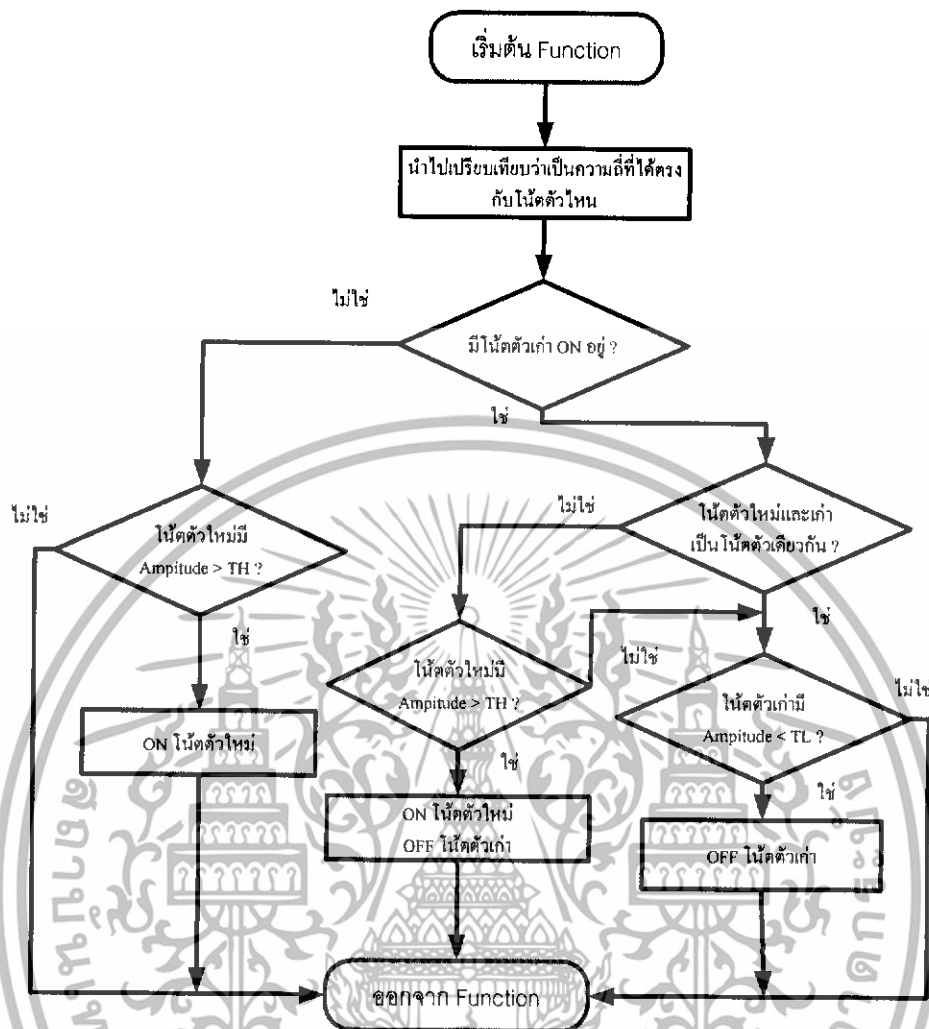 เริ่มต้น Function
นำไปเปรียบเทียบว่าเป็นความถี่ที่ได้ตรง
กับโน้ตตัวไหน
ไม่ใช่
มีโน้ตตัวเก่า ON อยู่ ?
ใช่
ไม่ใช่
โน้ตตัวใหม่มี
Ampitude > TH ?
ไม่ใช่
โน้ตตัวใหม่และเก่า
เป็นโน้ตตัวเดียวกัน ?
ใช่
ใช่
โน้ตตัวใหม่มี
Ampitude > TH ?
ไม่ใช่
โน้ตตัวเก่ามี
Amplitude < TL ?
ไม่ใช่
ON โน้ตตัวใหม่
ใช่
ใช่
ON โน้ตตัวใหม่
OFF โน้ตตัวเก่า
OFF โน้ตตัวเก่า
ออกจาก Function